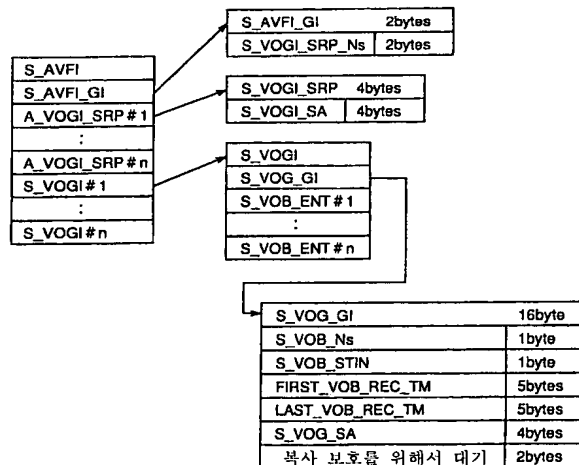 S_AVFI
S_AVFI_GI
A_VOGI_SRP#1
:
A_VOGI_SRP#n
S_VOGI#1
:
S_VOGI#n
S_AVFI_GI 2bytes
S_VOGI_SRP_Ns 2bytes
S_VOGI_SRP 4bytes
S_VOGI_SA 4bytes
S_VOGI
S_VOG_GI
S_VOB_ENT#1
:
S_VOB_ENT#n
S_VOG_GI 16byte
S_VOB_Ns 1byte
S_VOB_STIN 1byte
FIRST_VOB_REC_TM 5bytes
LAST_VOB_REC_TM 5bytes
S_VOG_SA 4bytes
복사 보호를 위해서 대기 2bytes